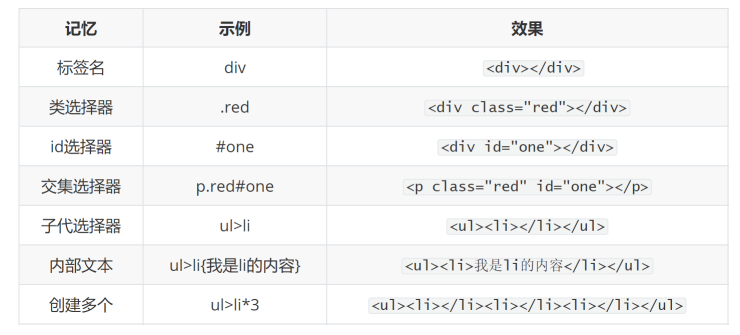 记忆 示例 效果
标签名 div <div></div>
类选择器 .red <div class="red"></div>
id选择器 #one <div id="one"></div>
交集选择器 p.red#one <p class="red" id="one"></p>
子代选择器 ul>li <ul><li></li></ul>
内部文本 ul>li{我是li的内容} <ul><li>我是li的内容</li></ul>
创建多个 ul>li*3 <ul><li></li><li></li><li></li></ul>